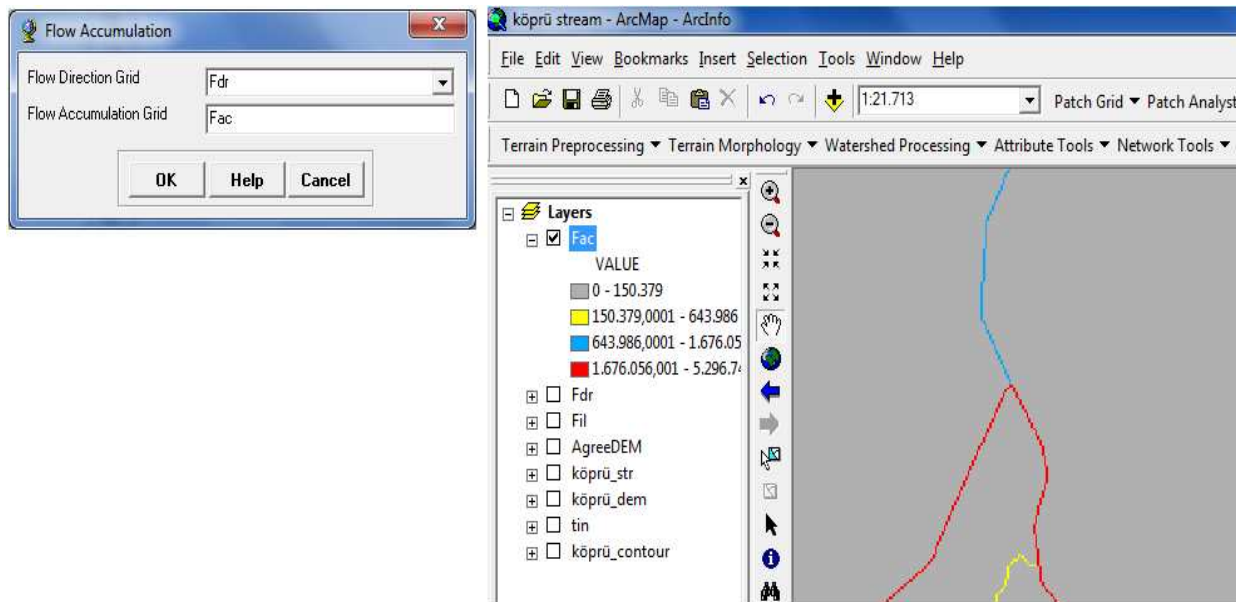 Flow Accumulation
Flow Direction Grid
Fdr
Flow Accumulation Grid
Fac
OK Help Cancel
köprü stream - ArcMap - ArcInfo
File Edit View Bookmarks Insert Selection Tools Window Help
1:21.713 Patch Grid Patch Analyst
Terrain Preprocessing Terrain Morphology Watershed Processing Attribute Tools Network Tools
Layers
Fac
VALUE
0 - 150.379
150.379,0001 - 643.986
643.986,0001 - 1.676.05
1.676.056,001 - 5.296.74
Fdr
Fil
AgreeDEM
köprü_str
köprü_dem
tin
köprü_contour